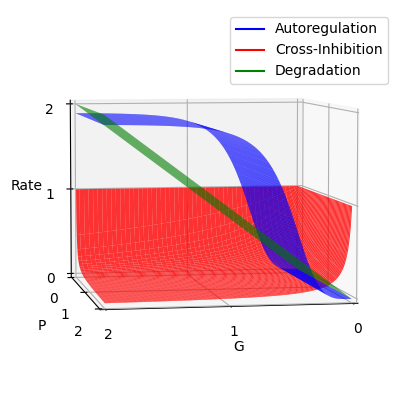 Autoregulation
Cross-Inhibition
Degradation
2
Rate
1
0
0
P
1
2
2
1
0
G